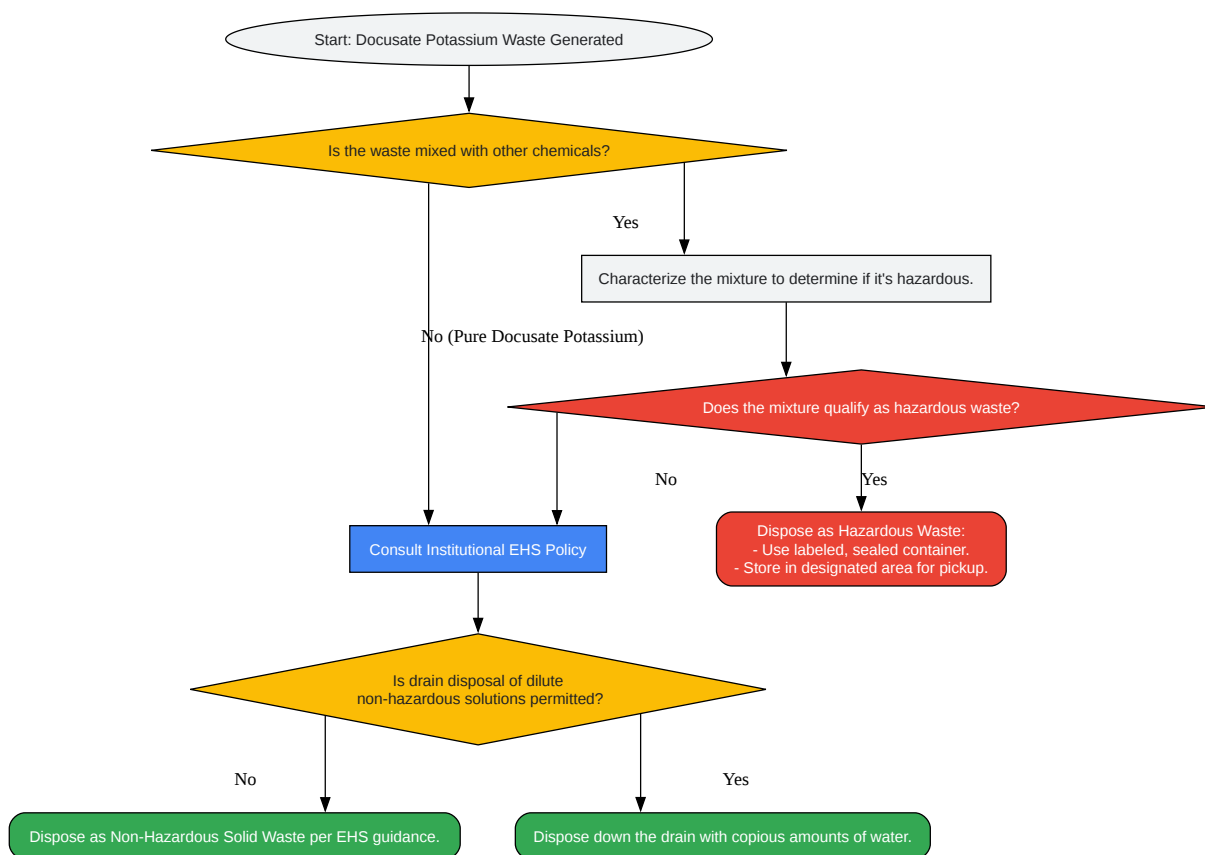 Start: Docusate Potassium Waste Generated
Is the waste mixed with other chemicals?
Yes
Characterize the mixture to determine if it's hazardous.
No (Pure Docusate Potassium)
Does the mixture qualify as hazardous waste?
No
Yes
Dispose as Hazardous Waste:
- Use labeled, sealed container.
- Store in designated area for pickup.
Consult Institutional EHS Policy
Is drain disposal of dilute
non-hazardous solutions permitted?
No
Yes
Dispose as Non-Hazardous Solid Waste per EHS guidance.
Dispose down the drain with copious amounts of water.